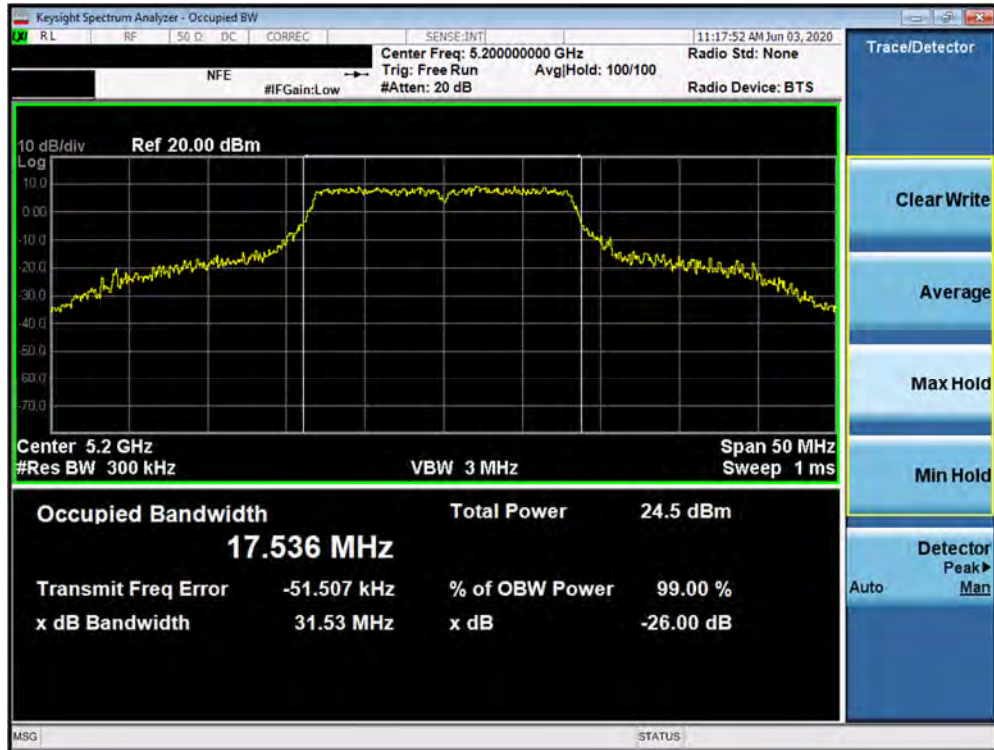 Keysight Spectrum Analyzer - Occupied BW
LXI RL RF 50 Ω DC CORREC SENSE:INT 11:17:52 AM Jun 03, 2020
Center Freq: 5.200000000 GHz Radio Std: None
NFE Trig: Free Run Avg|Hold: 100/100
#IFGain:Low #Atten: 20 dB Radio Device: BTS
10 dB/div Ref 20.00 dBm
Log
10.0
0.00
-10.0
-20.0
-30.0
-40.0
-50.0
-60.0
-70.0
Center 5.2 GHz Span 50 MHz
#Res BW 300 kHz VBW 3 MHz Sweep 1 ms
Occupied Bandwidth Total Power 24.5 dBm
17.536 MHz
Transmit Freq Error -51.507 kHz % of OBW Power 99.00 %
x dB Bandwidth 31.53 MHz x dB -26.00 dB
MSG STATUS
Trace/Detector
Clear Write
Average
Max Hold
Min Hold
Detector
Peak▶
Auto Man